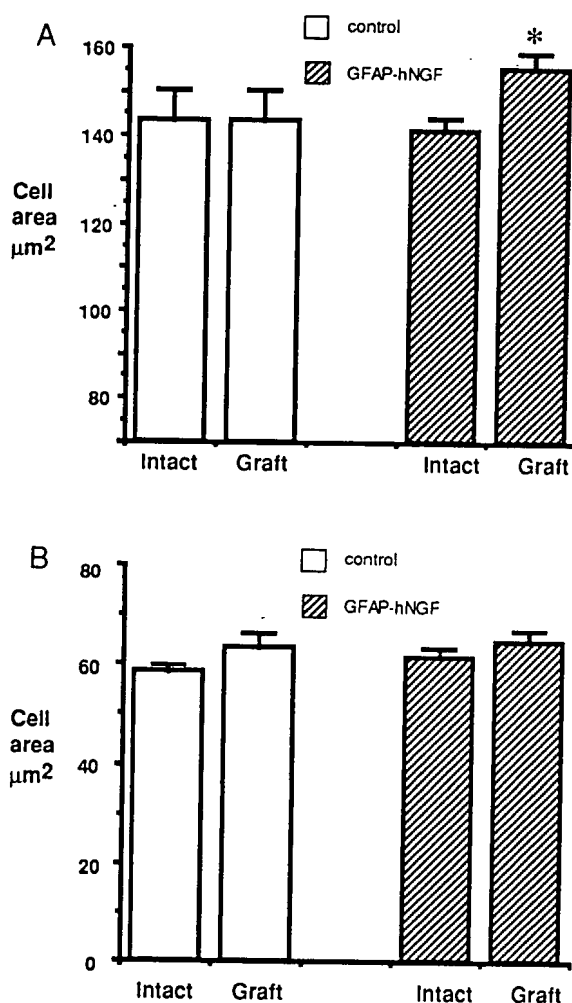 A
control
GFAP-hNGF
*
160
140
120
100
80
Cell
area
μm2
Intact Graft Intact Graft
B
control
GFAP-hNGF
80
60
40
20
0
Cell
area
μm2
Intact Graft Intact Graft